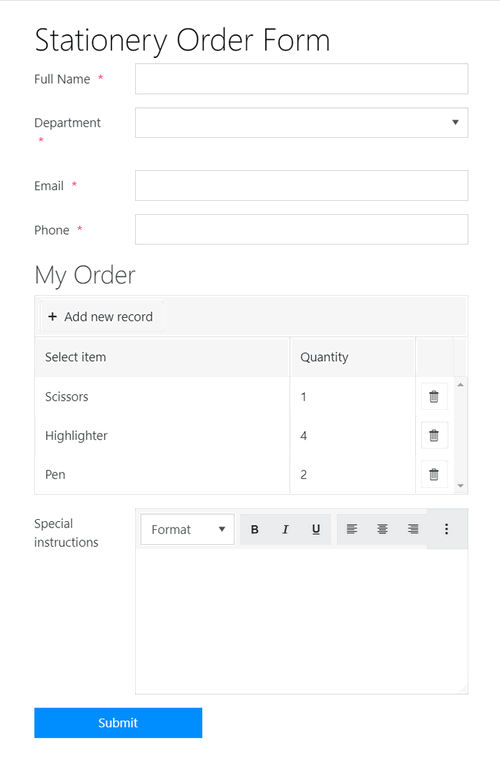 Stationery Order Form
Full Name *
Department
*
Email *
Phone *
My Order
+ Add new record
Select item Quantity
Scissors 1
Highlighter 4
Pen 2
Special
instructions
Format B I U
Submit